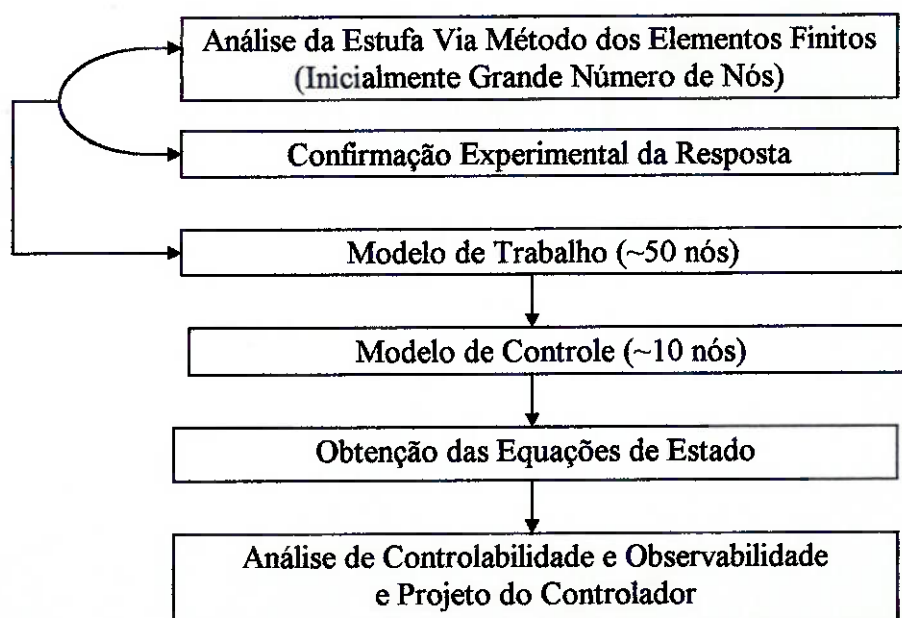 Análise da Estufa Via Método dos Elementos Finitos
(Inicialmente Grande Número de Nós)
Confirmação Experimental da Resposta
Modelo de Trabalho (~50 nós)
Modelo de Controle (~10 nós)
Obtenção das Equações de Estado
Análise de Controlabilidade e Observabilidade
e Projeto do Controlador